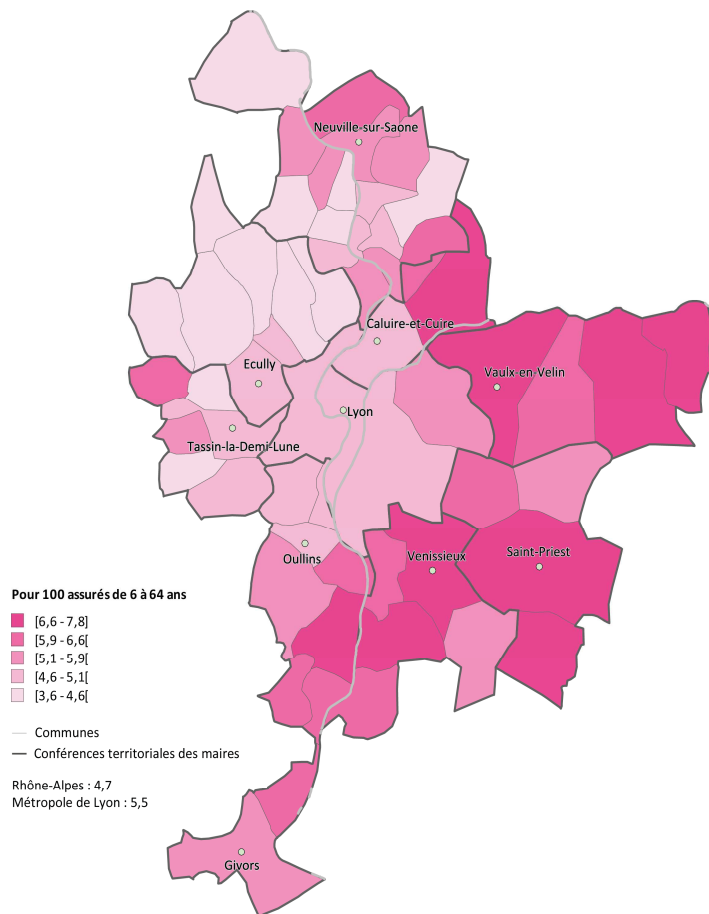 Neuville-sur-Saone
Caluire-et-Cuire
Ecully
Vaulx-en-Velin
Lyon
Tassin-la-Demi-Lune
Oullins
Venissieux
Saint-Priest
Pour 100 assurés de 6 à 64 ans
[6,6 - 7,8]
[5,9 - 6,6[
[5,1 - 5,9[
[4,6 - 5,1[
[3,6 - 4,6[
Communes
Conférences territoriales des maires
Rhône-Alpes : 4,7
Métropole de Lyon : 5,5
Givors